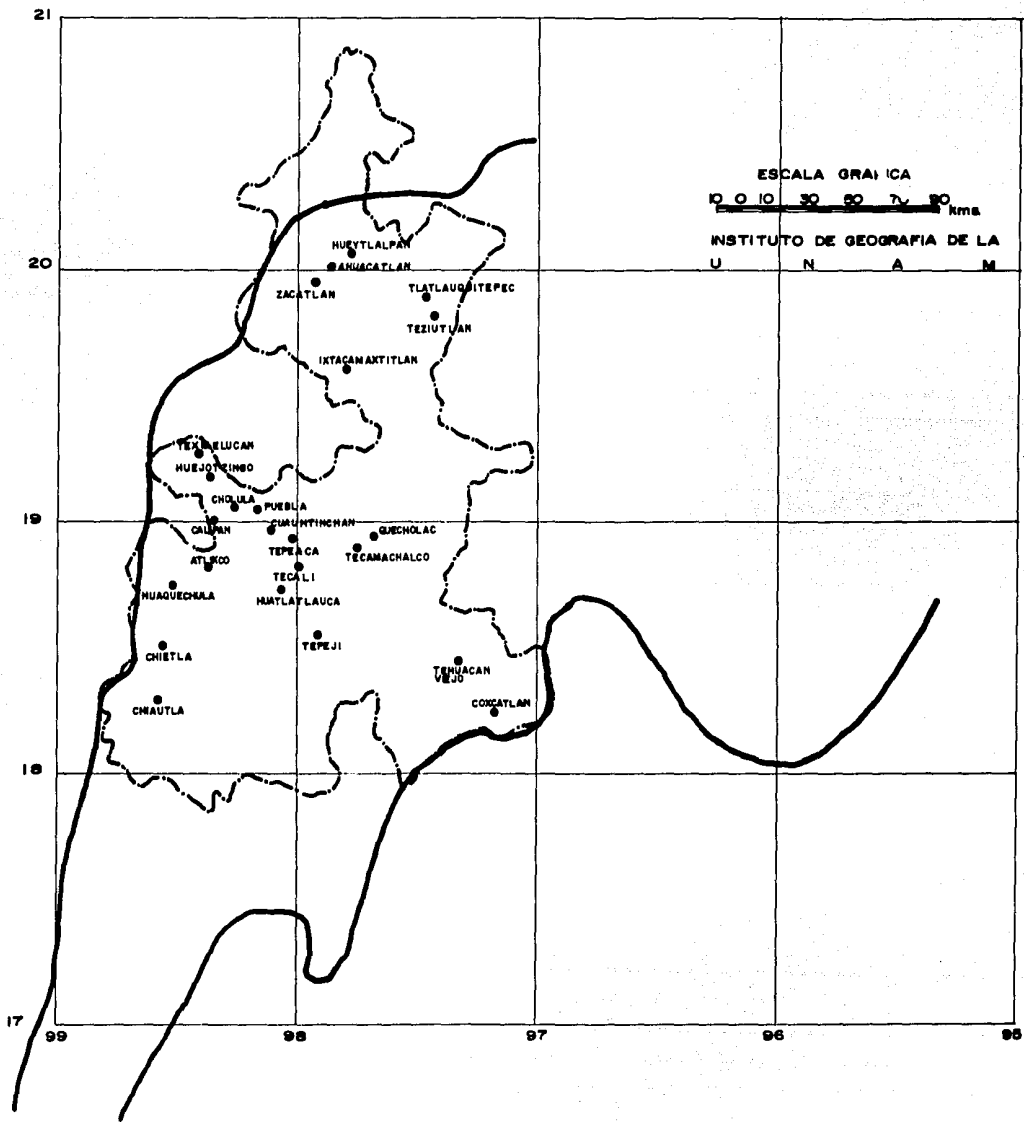 21
ESCALA GRAFICA
10 0 10 30 50 70 90 kms
INSTITUTO DE GEOGRAFIA DE LA
U N A M
HUEYTLALPAN
20
AHUACATLAN
ZACATLAN
TLATLAUQUITEPEC
TEZIUTLAN
IXTACAMAXTITLAN
HUEJOTZINGO
CHOLULA
PUEBLA
19
CALPAN
CUAUHTINCHAN
QUECHOLAC
TEPEACA
TECAMACHALCO
ATLIXCO
TECALI
HUAQUECHULA
HUATLATLAUCA
TEPEJI
CHIETLA
TEHUACAN
VIEJO
CHIAUTLA
COXCATLAN
18
17
99 98 97 96 95